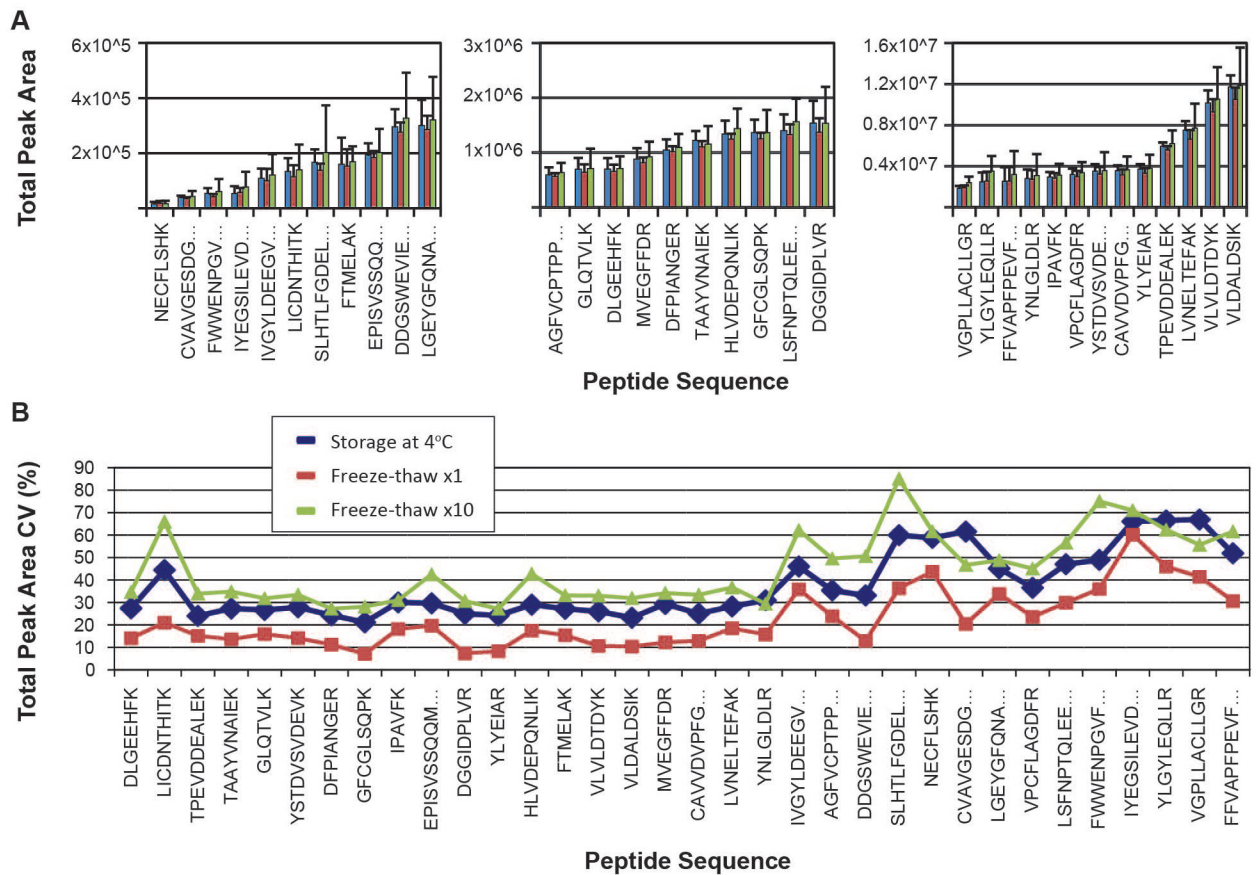 A
Total Peak Area
6x10^5
4x10^5
2x10^5
NECFLSHK
CVAVGESDG...
FWWENPGV...
IYEGSILEVD...
IVGYLDEEGV...
LICDNTHITK
SLHTLFGDEL...
FTMELAK
EPISVSSQQ...
DDGSWEVIE...
LGEYGFQNA...
3x10^6
2x10^6
1x10^6
AGFVCPTPP...
GLQTVLK
DLGEEHFK
MVEGFFDR
DFPIANGER
TAAYVNAIEK
HLVDEPQNLIK
GFCGLSQPK
LSFNPTQLEE...
DGGIDPLVR
1.6x10^7
1.2x10^7
0.8x10^7
0.4x10^7
VGPLLACLLGR
YLGYLEQLLR
FFVAPFPEVF...
YNLGLDLR
IPAVFK
VPCFLAGDFR
YSTDVSVDE...
CAVVDVPFG...
YLYEIAR
TPEVDDEALEK
LVNELTEFAK
VLVLDTDYK
VLDALDSIK
Peptide Sequence
B
Storage at 4°C
Freeze-thaw x1
Freeze-thaw x10
Total Peak Area CV (%)
90
80
70
60
50
40
30
20
10
0
DLGEEHFK
LICDNTHITK
TPEVDDEALEK
TAAYVNAIEK
GLQTVLK
YSTDVSVDEVK
DFPIANGER
GFCGLSQPK
IPAVFK
EPISVSSQQM...
DGGIDPLVR
YLYEIAR
HLVDEPQNLIK
FTMELAK
VLVLDTDYK
VLDALDSIK
MVEGFFDR
CAVVDVPFG...
LVNELTEFAK
YNLGLDLR
IVGYLDEEGV...
AGFVCPTPP...
DDGSWEVIE...
SLHTLFGDEL...
NECFLSHK
CVAVGESDG...
LGEYGFQNA...
VPCFLAGDFR
LSFNPTQLEE...
FWWENPGVF...
IYEGSILEVD...
YLGYLEQLLR
VGPLLACLLGR
FFVAPFPEVF...
Peptide Sequence